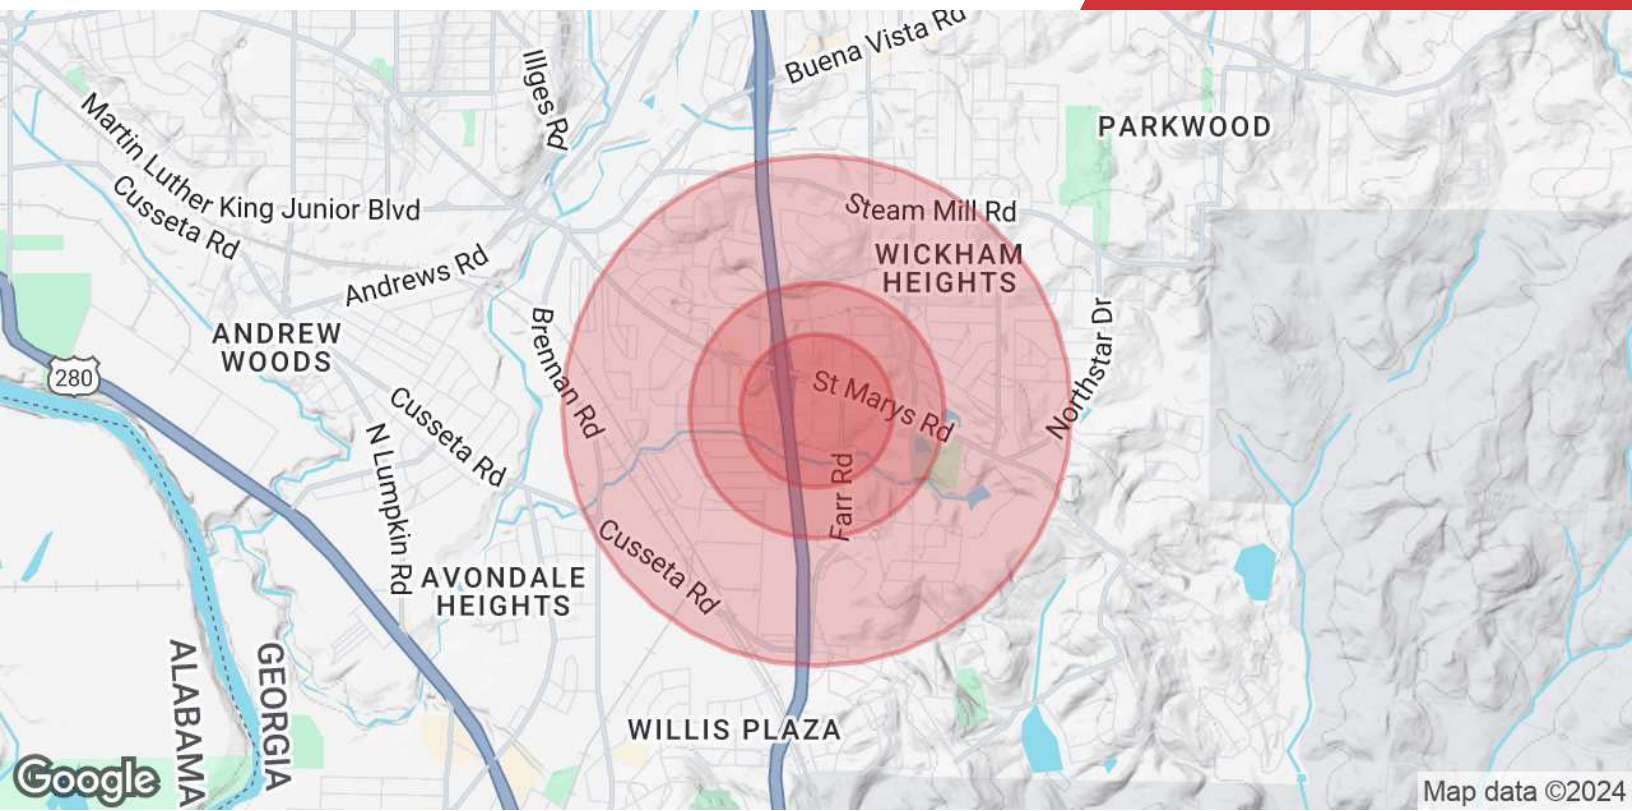 Buena Vista Rd
Illges Rd
Martin Luther King Junior Blvd
PARKWOOD
Cusseta Rd
Steam Mill Rd
Andrews Rd
WICKHAM
HEIGHTS
ANDREW
WOODS
280
Brennan Rd
Northstar Dr
St Marys Rd
Cusseta Rd
N Lumpkin Rd
Farr Rd
Cusseta Rd
AVONDALE
HEIGHTS
ALABAMA
GEORGIA
WILLIS PLAZA
Google
Map data ©2024